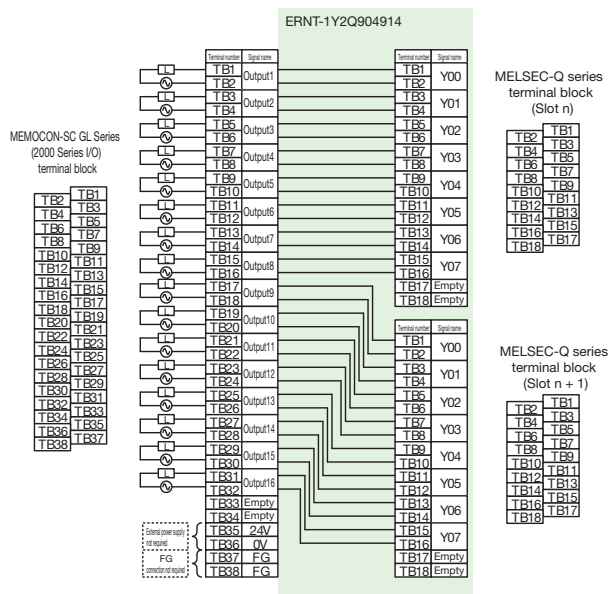 ERNT-1Y2Q904914
MEMOCON-SC GL Series
(2000 Series I/O)
terminal block
TB2 TB1
TB4 TB3
TB6 TB5
TB8 TB7
TB10 TB9
TB12 TB11
TB14 TB13
TB16 TB15
TB18 TB17
TB20 TB19
TB22 TB21
TB24 TB23
TB26 TB25
TB28 TB27
TB30 TB29
TB32 TB31
TB34 TB33
TB36 TB35
TB38 TB37
Terminal number Signal name
L TB1 Output1
TB2
L TB3 Output2
TB4
L TB5 Output3
TB6
L TB7 Output4
TB8
L TB9 Output5
TB10
L TB11 Output6
TB12
L TB13 Output7
TB14
L TB15 Output8
TB16
L TB17 Output9
TB18
L TB19 Output10
TB20
L TB21 Output11
TB22
L TB23 Output12
TB24
L TB25 Output13
TB26
L TB27 Output14
TB28
L TB29 Output15
TB30
L TB31 Output16
TB32
TB33 Empty
TB34 Empty
TB35 24V
TB36 0V
TB37 FG
TB38 FG
External power supply
not required
FG
connection not required
Terminal number Signal name
TB1 Y00
TB2
TB3 Y01
TB4
TB5 Y02
TB6
TB7 Y03
TB8
TB9 Y04
TB10
TB11 Y05
TB12
TB13 Y06
TB14
TB15 Y07
TB16
TB17 Empty
TB18 Empty
Terminal number Signal name
TB1 Y00
TB2
TB3 Y01
TB4
TB5 Y02
TB6
TB7 Y03
TB8
TB9 Y04
TB10
TB11 Y05
TB12
TB13 Y06
TB14
TB15 Y07
TB16
TB17 Empty
TB18 Empty
MELSEC-Q series
terminal block
(Slot n)
TB2 TB1
TB4 TB3
TB6 TB5
TB8 TB7
TB10 TB9
TB12 TB11
TB14 TB13
TB16 TB15
TB18 TB17
MELSEC-Q series
terminal block
(Slot n + 1)
TB2 TB1
TB4 TB3
TB6 TB5
TB8 TB7
TB10 TB9
TB12 TB11
TB14 TB13
TB16 TB15
TB18 TB17